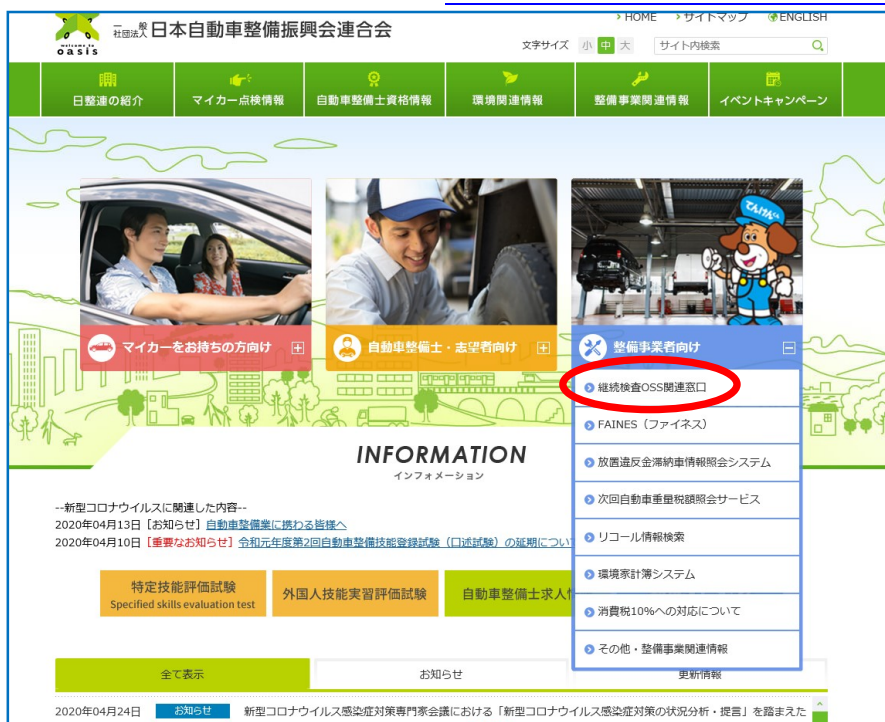 > HOME > サイトマップ ENGLISH
welcome to
oasis
一般社団法人 日本自動車整備振興会連合会
文字サイズ 小 中 大 サイト内検索
日整連の紹介 マイカー点検情報 自動車整備士資格情報 環境関連情報 整備事業関連情報 イベントキャンペーン
てんけんくん
マイカーをお持ちの方向け
自動車整備士・志望者向け
整備事業者向け
継続検査OSS関連窓口
FAINES（ファイネス）
放置違反金滞納車情報照会システム
次回自動車重量税額照会サービス
リコール情報検索
環境家計簿システム
消費税10%への対応について
その他・整備事業関連情報
INFORMATION
インフォメーション
--新型コロナウイルスに関連した内容--
2020年04月13日［お知らせ］自動車整備業に携わる皆様へ
2020年04月10日［重要なお知らせ］令和元年度第2回自動車整備技能登録試験（口述試験）の延期につい
特定技能評価試験
Specified skills evaluation test
外国人技能実習評価試験
自動車整備士求人
全て表示 お知らせ 更新情報
2020年04月24日 お知らせ 新型コロナウイルス感染症対策専門家会議における「新型コロナウイルス感染症対策の状況分析・提言」を踏まえた